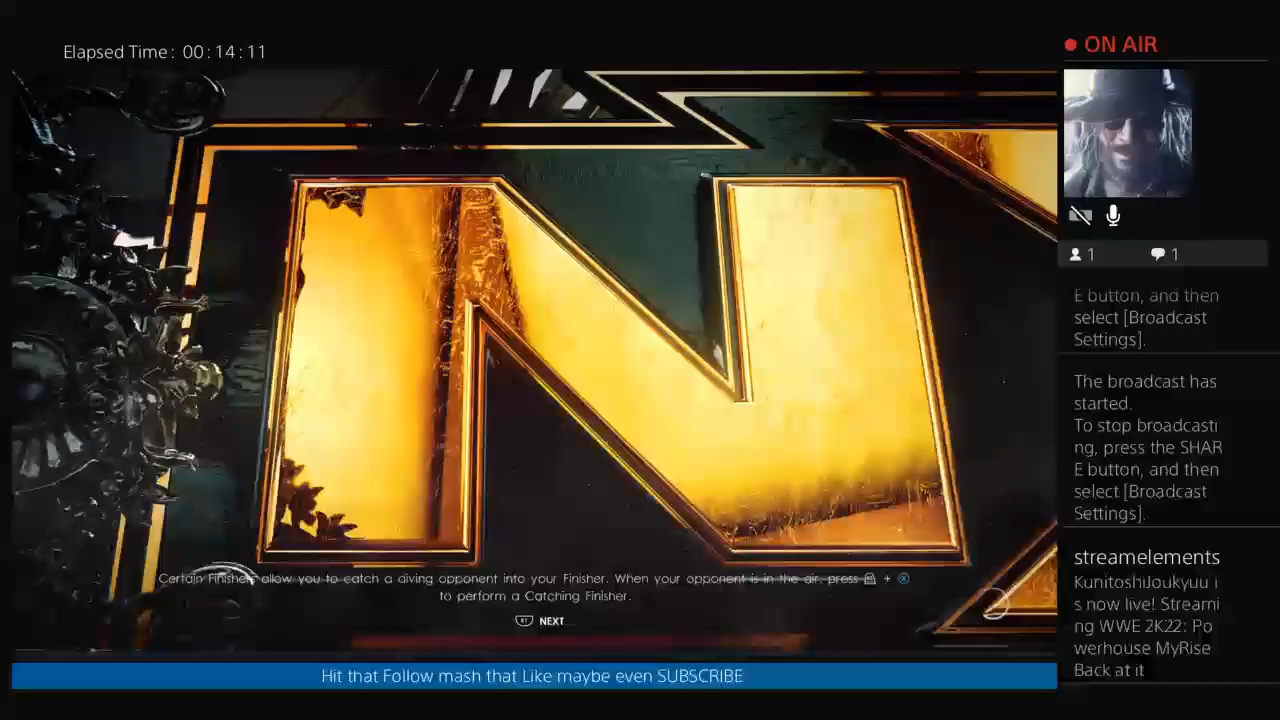 Elapsed Time: 00:14:11
ON AIR
1 1
E button, and then
select [Broadcast
Settings].
The broadcast has
started.
To stop broadcasti
ng, press the SHAR
E button, and then
select [Broadcast
Settings].
streamelements
KunitoshiJoukyuu i
s now live! Streami
ng WWE 2K22: Po
werhouse MyRise
Back at it
N
Certain Finishers allow you to catch a diving opponent into your Finisher. When your opponent is in the air, press + 
to perform a Catching Finisher.
NEXT
Hit that Follow mash that Like maybe even SUBSCRIBE